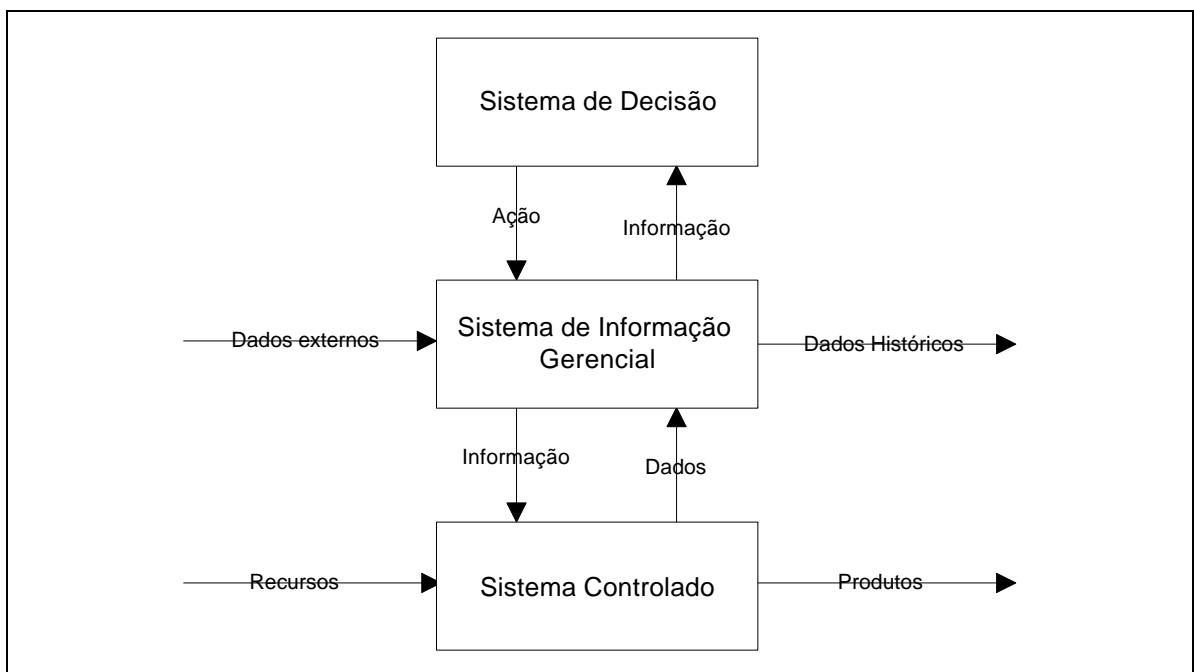 Sistema de Decisão
Ação
Informação
Dados externos
Sistema de Informação
Gerencial
Dados Históricos
Informação
Dados
Recursos
Sistema Controlado
Produtos